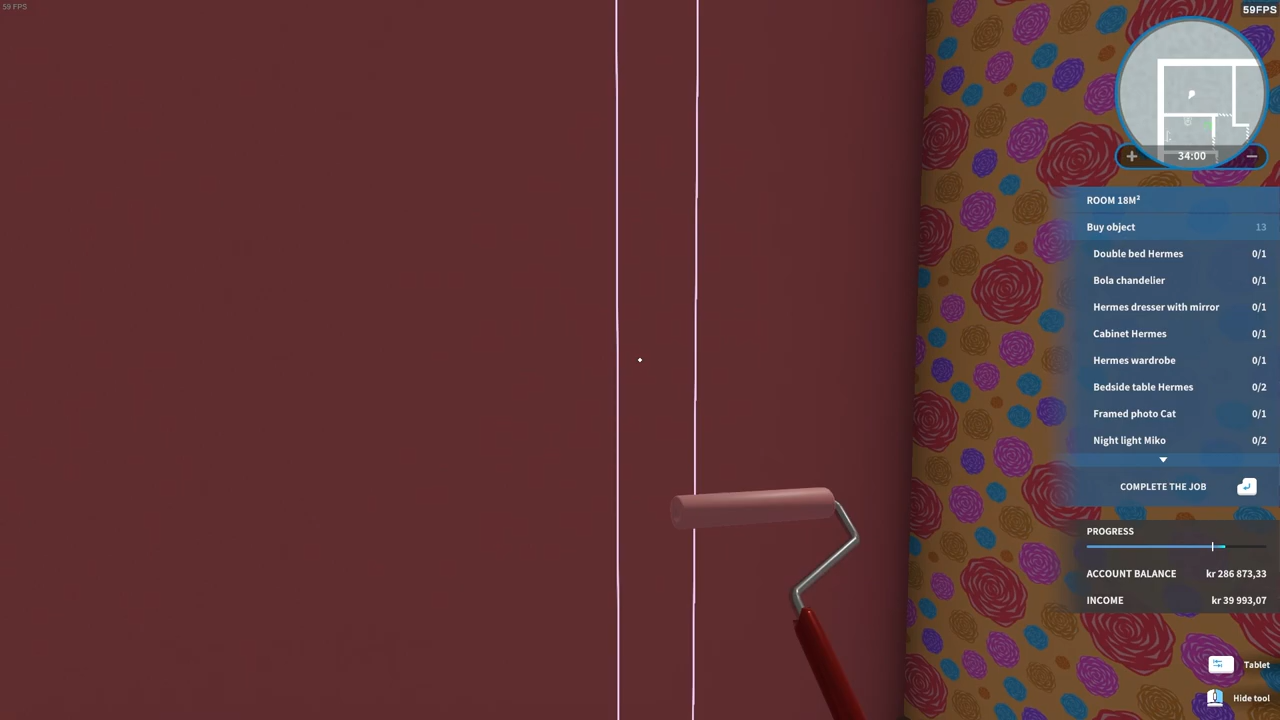 59 FPS
59FPS
34:00
ROOM 18M²
Buy object 13
Double bed Hermes 0/1
Bola chandelier 0/1
Hermes dresser with mirror 0/1
Cabinet Hermes 0/1
Hermes wardrobe 0/1
Bedside table Hermes 0/2
Framed photo Cat 0/1
Night light Miko 0/2
COMPLETE THE JOB
PROGRESS
ACCOUNT BALANCE kr 286 873,33
INCOME kr 39 993,07
Tablet
Hide tool